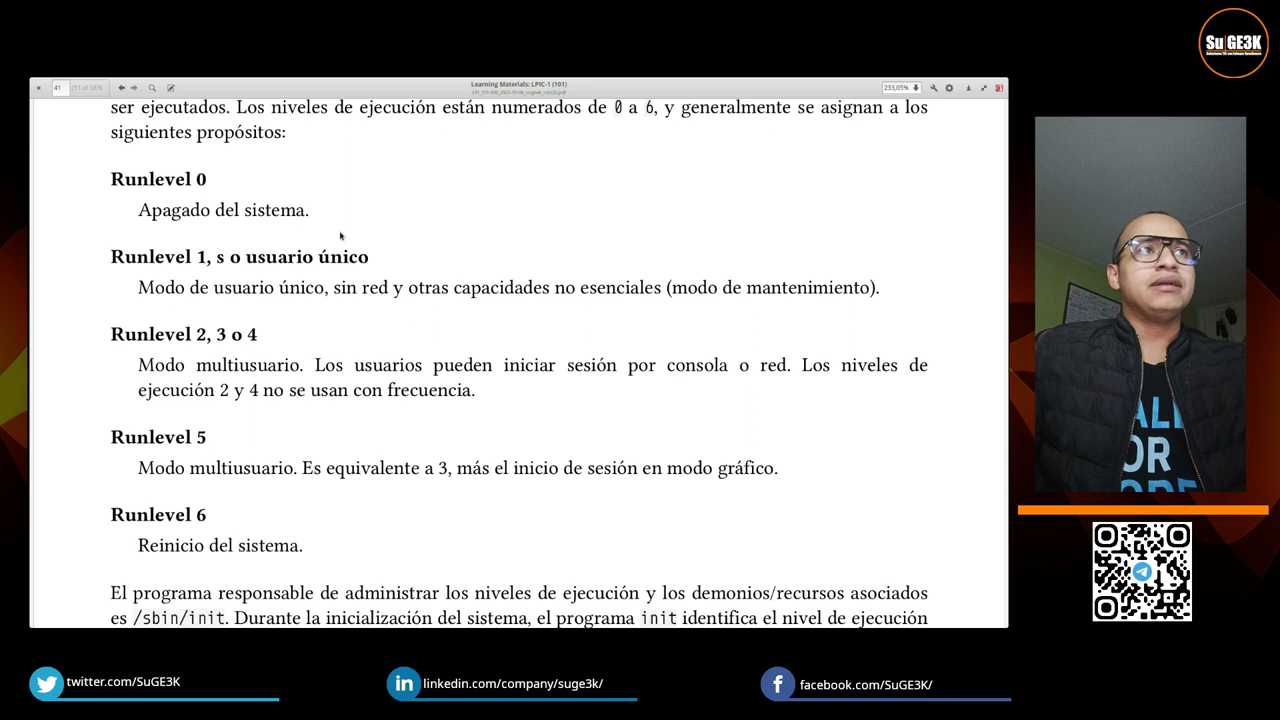 Su GE3K
41 (51 of 583)
Learning Materials: LPIC-1 (101)
233,05%
ser ejecutados. Los niveles de ejecución están numerados de 0 a 6, y generalmente se asignan a los
siguientes propósitos:
Runlevel 0
Apagado del sistema.
Runlevel 1, s o usuario único
Modo de usuario único, sin red y otras capacidades no esenciales (modo de mantenimiento).
Runlevel 2, 3 o 4
Modo multiusuario. Los usuarios pueden iniciar sesión por consola o red. Los niveles de
ejecución 2 y 4 no se usan con frecuencia.
Runlevel 5
Modo multiusuario. Es equivalente a 3, más el inicio de sesión en modo gráfico.
Runlevel 6
Reinicio del sistema.
El programa responsable de administrar los niveles de ejecución y los demonios/recursos asociados
es /sbin/init. Durante la inicialización del sistema, el programa init identifica el nivel de ejecución
twitter.com/SuGE3K
linkedin.com/company/suge3k/
facebook.com/SuGE3K/